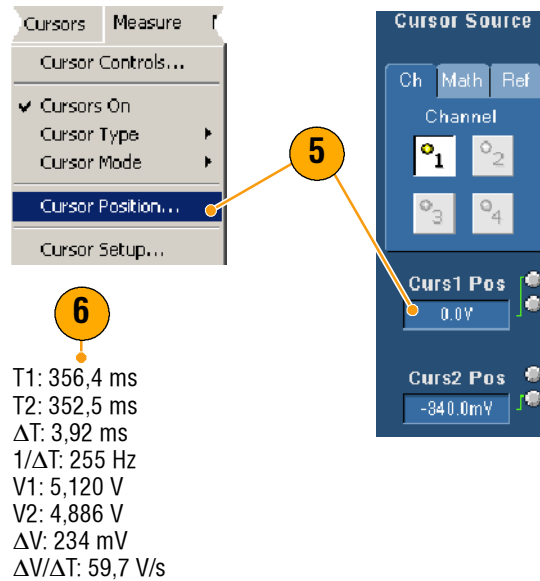 Cursors Measure
Cursor Controls...
Cursors On
Cursor Type
Cursor Mode
Cursor Position...
Cursor Setup...
5
Cursor Source
Ch Math Ref
Channel
1 2
3 4
Curs1 Pos
0.0V
Curs2 Pos
-340.0mV
6
T1: 356,4 ms
T2: 352,5 ms
ΔT: 3,92 ms
1/ΔT: 255 Hz
V1: 5,120 V
V2: 4,886 V
ΔV: 234 mV
ΔV/ΔT: 59,7 V/s